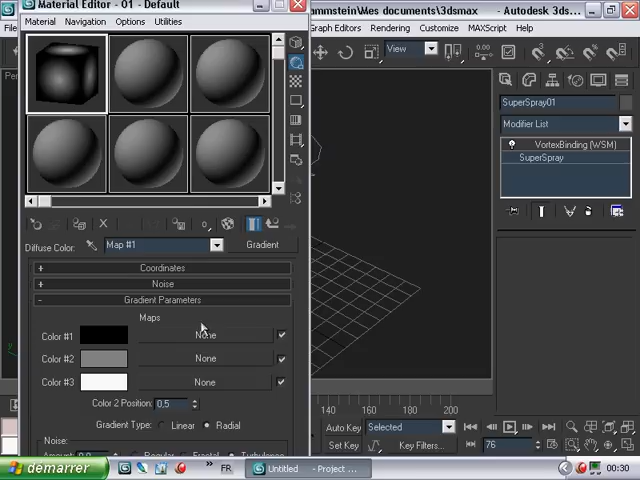 Material Editor - 01 - Default
mmstein\Mes documents\3dsmax - Autodesk 3ds...
Material Navigation Options Utilities
Graph Editors Rendering Customize MAXScript
View
Per
SuperSpray01
Modifier List
VortexBinding (WSM)
SuperSpray
Diffuse Color: Map #1 Gradient
+ Coordinates
+ Noise
- Gradient Parameters
Maps
Color #1 None
Color #2 None
Color #3 None
Color 2 Position: 0,5
Gradient Type: Linear Radial
Noise:
Regular Fractal Turbulence
140 160 180 200
Auto Key Selected
Set Key Key Filters... 76
démarrer
FR
Untitled - Project ...
00:30